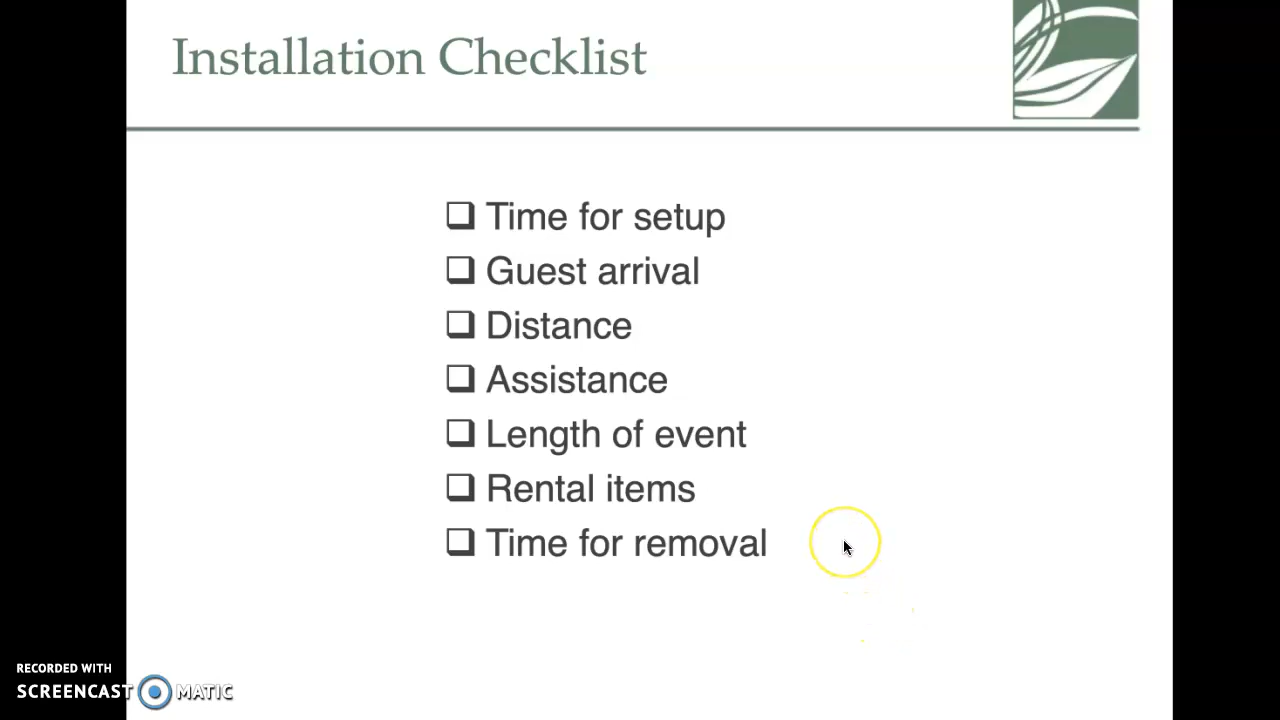 Installation Checklist
❑ Time for setup
❑ Guest arrival
❑ Distance
❑ Assistance
❑ Length of event
❑ Rental items
❑ Time for removal
RECORDED WITH
SCREENCAST MATIC